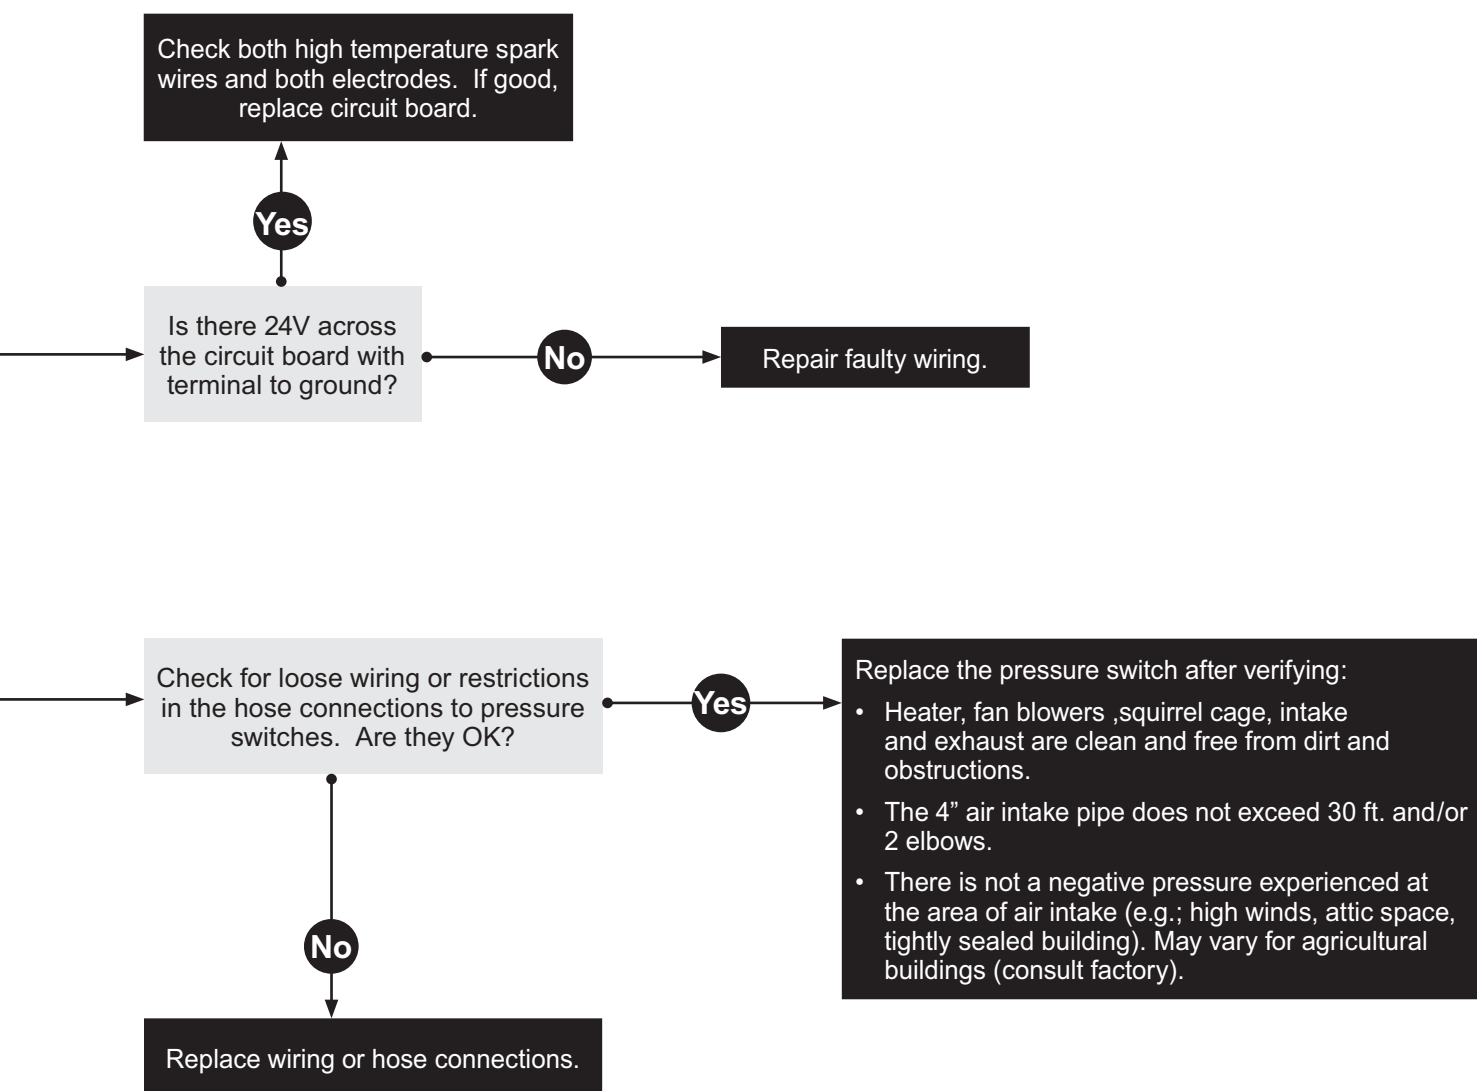 Check both high temperature spark
wires and both electrodes.  If good,
replace circuit board.
Yes
Is there 24V across
the circuit board with
terminal to ground?
No
Repair faulty wiring.
Check for loose wiring or restrictions
in the hose connections to pressure
switches.  Are they OK?
Yes
Replace the pressure switch after verifying:
• Heater, fan blowers ,squirrel cage, intake
and exhaust are clean and free from dirt and
obstructions.
• The 4” air intake pipe does not exceed 30 ft. and/or
2 elbows.
• There is not a negative pressure experienced at
the area of air intake (e.g.; high winds, attic space,
tightly sealed building). May vary for agricultural
buildings (consult factory).
No
Replace wiring or hose connections.